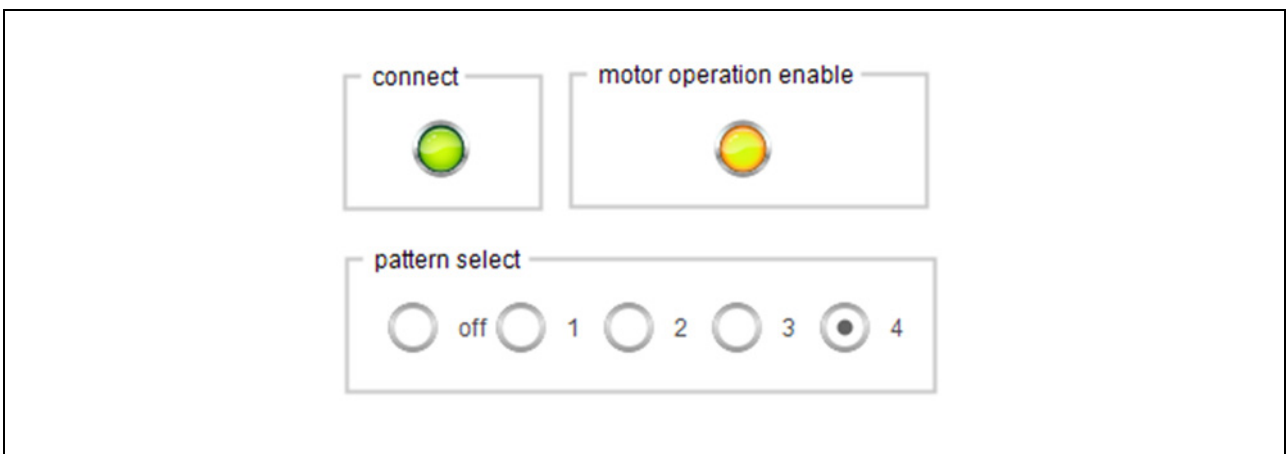 connect motor operation enable
pattern select
off 1 2 3 4